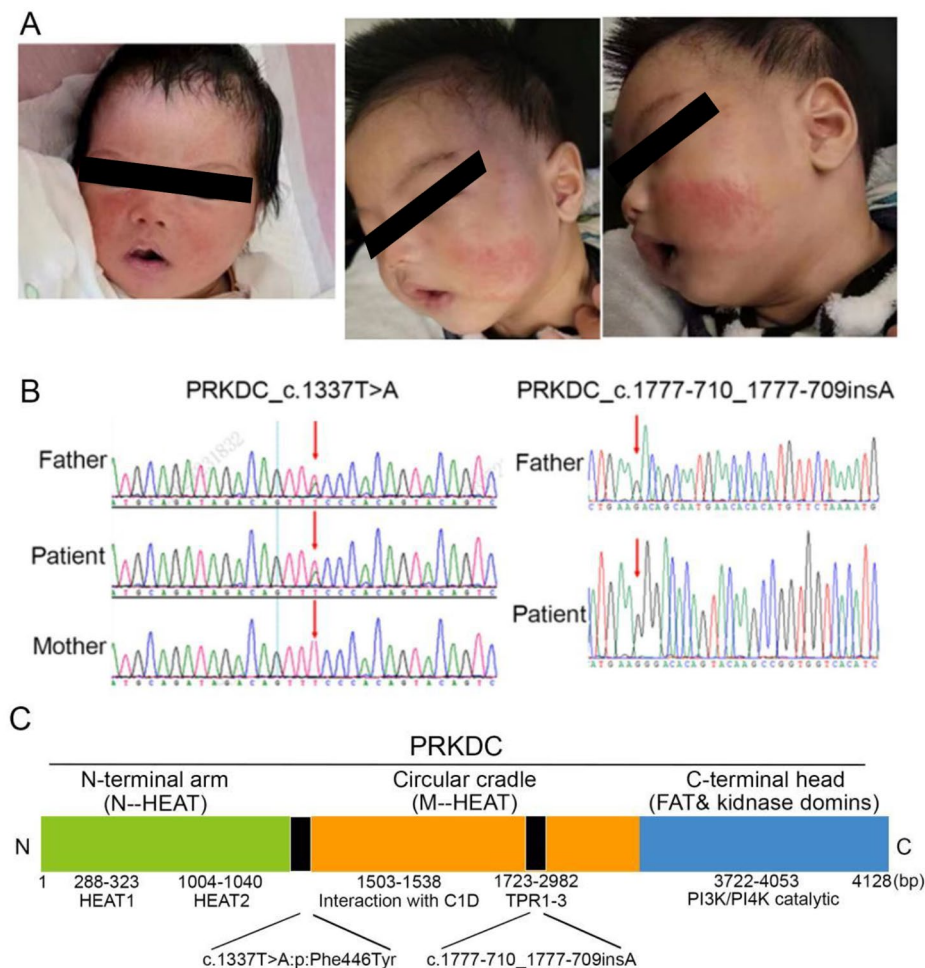 A
B
PRKDC_c.1337T>A
Father
A T G C A G A T A G A C A G T T T C C C A C A G T A C A G T C
Patient
A T G C A G A T A G A C A G T T T C C C A C A G T A C A G T C
Mother
A T G C A G A T A G A C A G T T T C C C A C A G T A C A G T C
PRKDC_c.1777-710_1777-709insA
Father
CTGAAGACAGCAATGAACACACATGTTCTAAAATG
Patient
ATGAAGGGACACAGTACAAGCCGGTGGTCACATC
C
PRKDC
N-terminal arm
(N--HEAT)
Circular cradle
(M--HEAT)
C-terminal head
(FAT& kidnase domins)
N
C
1
288-323
HEAT1
1004-1040
HEAT2
1503-1538
Interaction with C1D
1723-2982
TPR1-3
3722-4053
PI3K/PI4K catalytic
4128(bp)
c.1337T>A:p:Phe446Tyr
c.1777-710_1777-709insA